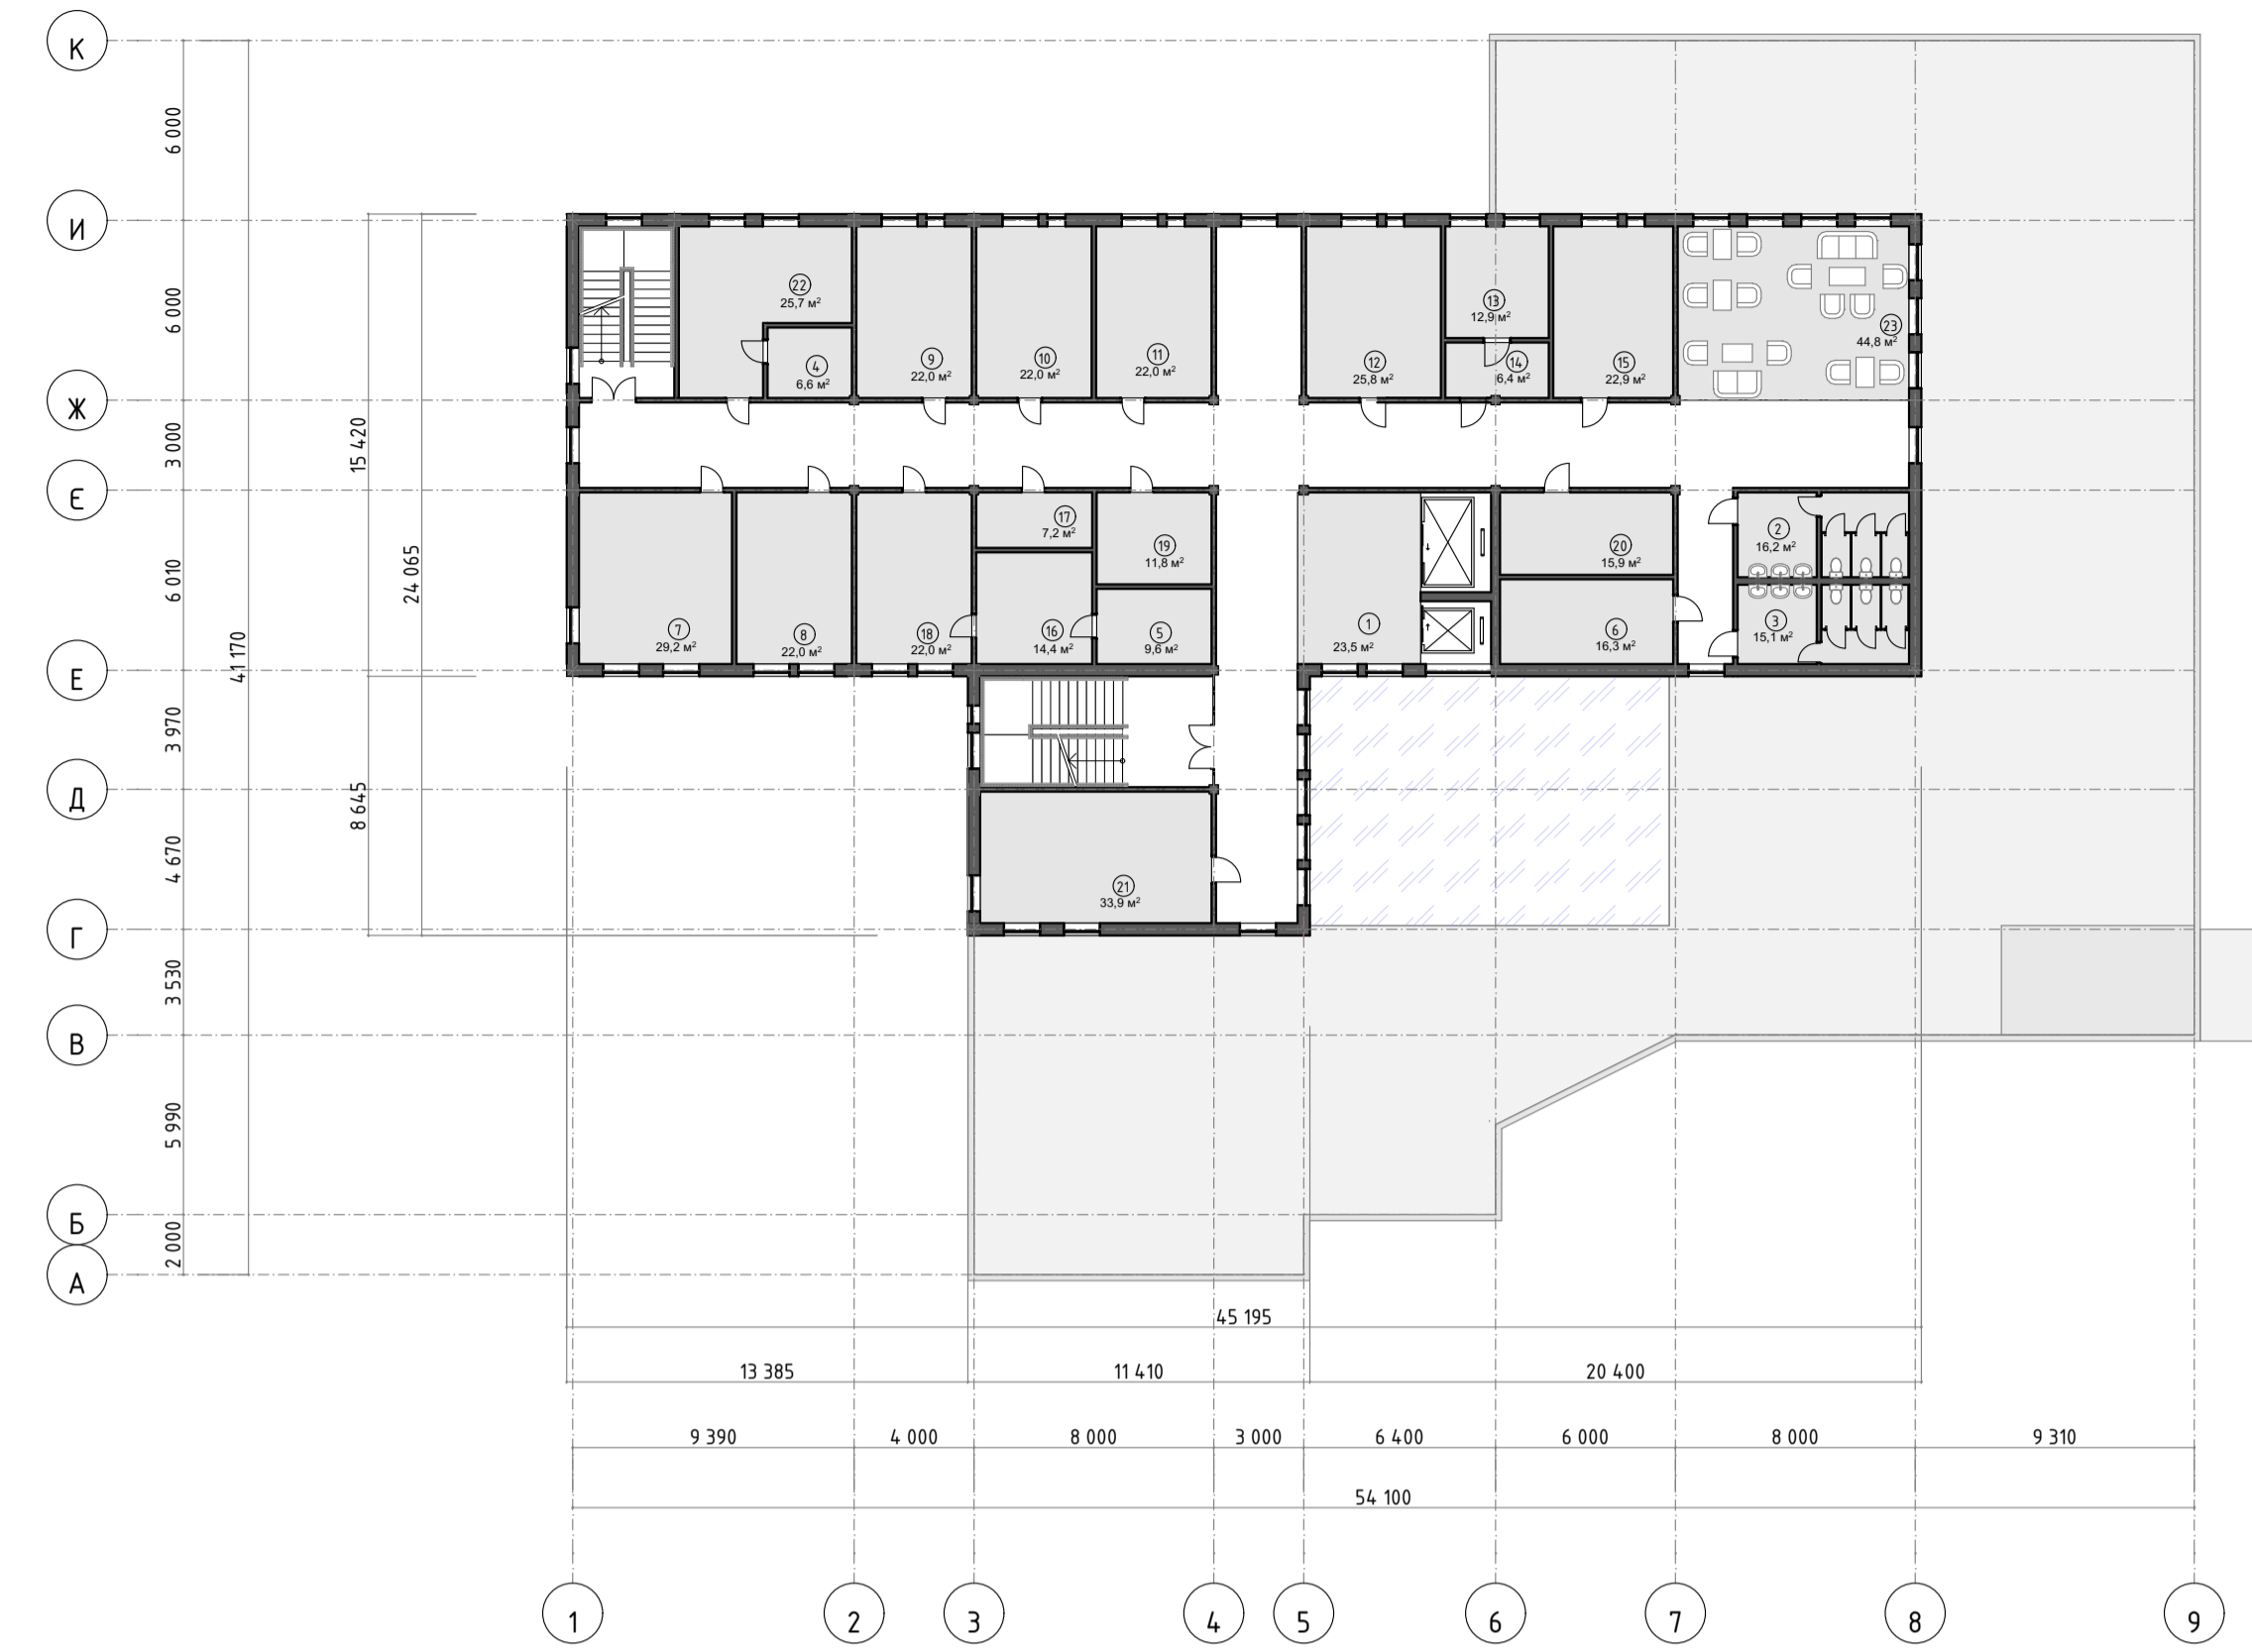 К
6 000
И
22
25,7 м²
13
12,9 м²
23
44,8 м²
6 000
4
6,6 м²
9
22,0 м²
10
22,0 м²
11
22,0 м²
12
25,8 м²
14
6,4 м²
15
22,9 м²
Ж
3 000
15 420
Є
17
7,2 м²
19
11,8 м²
20
15,9 м²
2
16,2 м²
6 010
24 065
41 170
7
29,2 м²
8
22,0 м²
18
22,0 м²
16
14,4 м²
5
9,6 м²
1
23,5 м²
6
16,3 м²
3
15,1 м²
Е
3 970
Д
8 645
4 670
21
33,9 м²
Г
3 530
В
5 990
Б
2 000
А
45 195
13 385
11 410
20 400
9 390
4 000
8 000
3 000
6 400
6 000
8 000
9 310
54 100
1
2
3
4
5
6
7
8
9